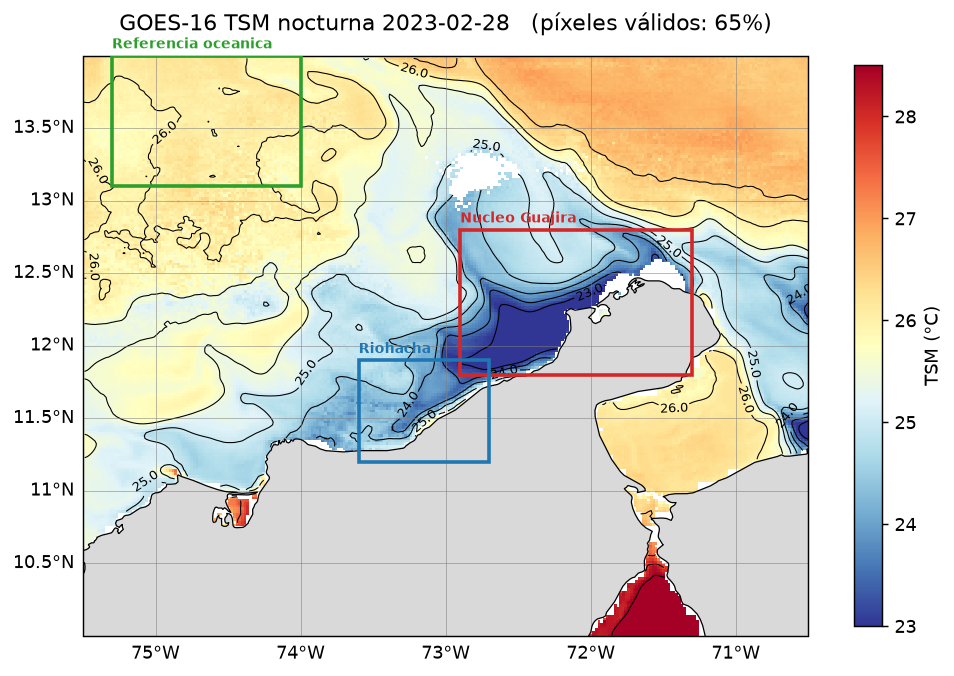 GOES-16 TSM nocturna 2023-02-28 (píxeles válidos: 65%)
Referencia oceanica
26.0
13.5°N
26.0
25.0
26.0
13°N
Nucleo Guajira
25.0
12.5°N
26.0
23.0
24.0
12°N
Riohacha
24.0
25.0
25.0
26.0
26.0
11.5°N
24.0
25.0
24.0
25.0
11°N
10.5°N
75°W
74°W
73°W
72°W
71°W
28
27
26
25
24
23
TSM (°C)